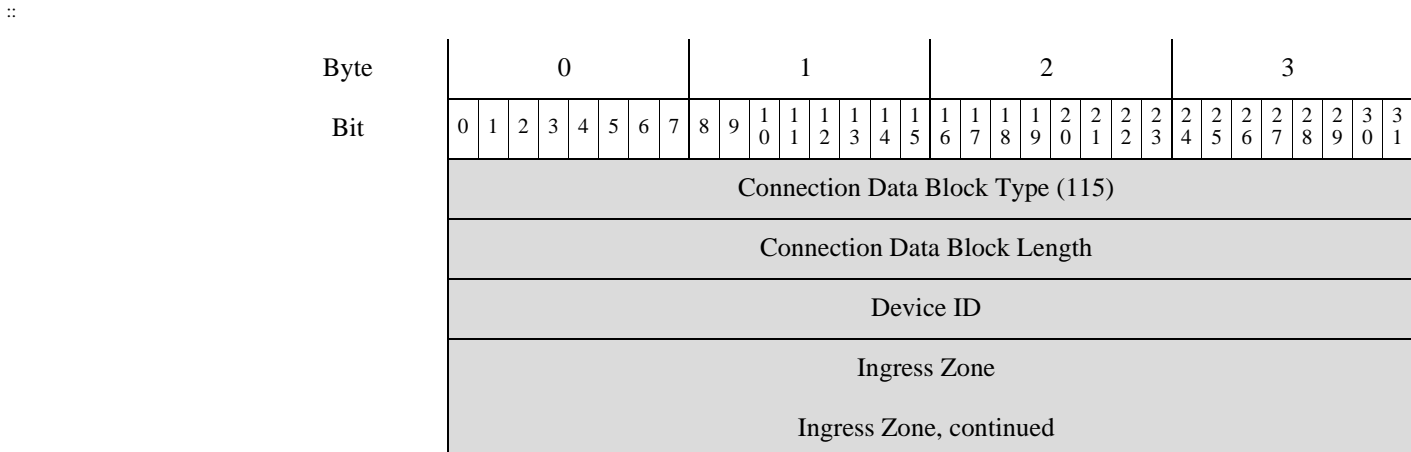 ::
Byte 0 1 2 3
Bit 0 1 2 3 4 5 6 7 8 9 10 11 12 13 14 15 16 17 18 19 20 21 22 23 24 25 26 27 28 29 30 31
Connection Data Block Type (115)
Connection Data Block Length
Device ID
Ingress Zone
Ingress Zone, continued